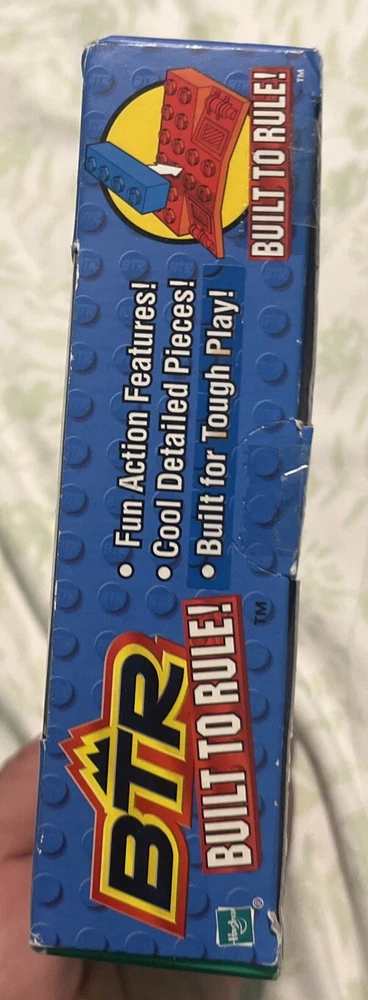 BTR
BUILT TO RULE!
TM
Hasbro
®
• Fun Action Features!
• Cool Detailed Pieces!
• Built for Tough Play!
BUILT TO RULE!
TM